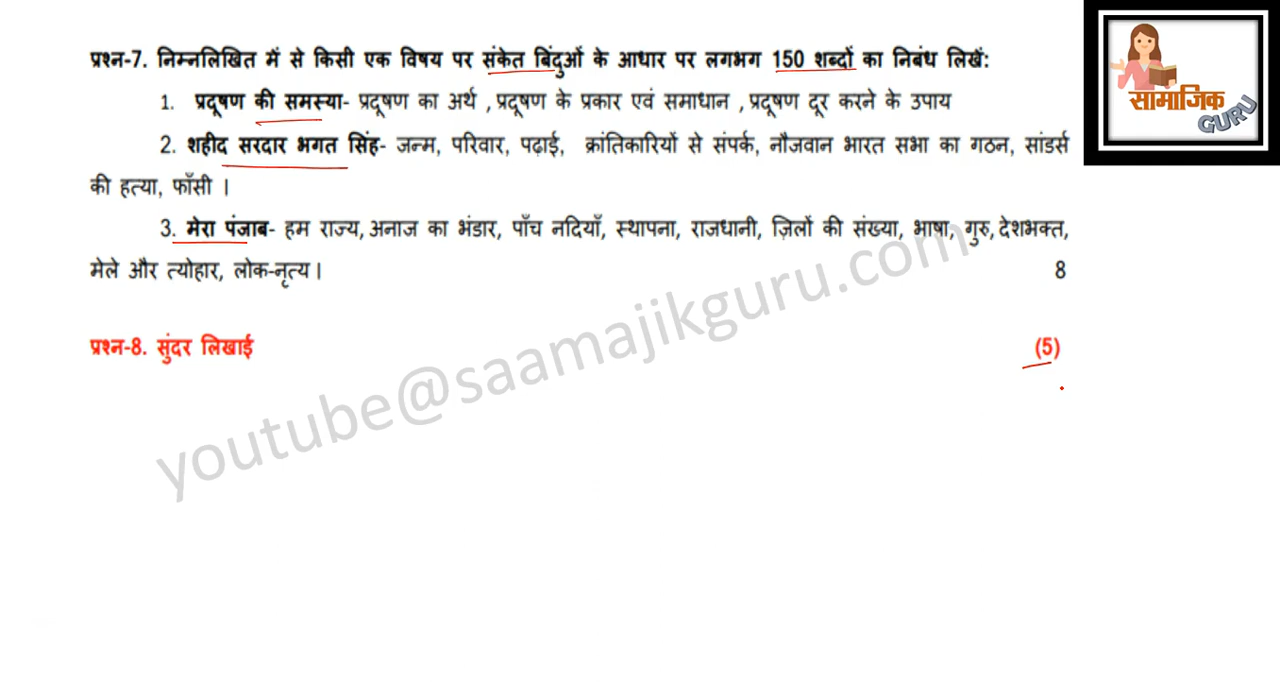 प्रश्न-7. निम्नलिखित में से किसी एक विषय पर संकेत बिंदुओं के आधार पर लगभग 150 शब्दों का निबंध लिखें:
1. प्रदूषण की समस्या- प्रदूषण का अर्थ ,प्रदूषण के प्रकार एवं समाधान ,प्रदूषण दूर करने के उपाय
2. शहीद सरदार भगत सिंह- जन्म, परिवार, पढ़ाई, क्रांतिकारियों से संपर्क, नौजवान भारत सभा का गठन, सांडर्स
की हत्या, फाँसी ।
3. मेरा पंजाब- हम राज्य, अनाज का भंडार, पाँच नदियाँ, स्थापना, राजधानी, ज़िलों की संख्या, भाषा, गुरु, देशभक्त,
मेले और त्योहार, लोक-नृत्य। 8
प्रश्न-8. सुंदर लिखाई (5)
youtube@saamajikguru.com
सामाजिक
GURU